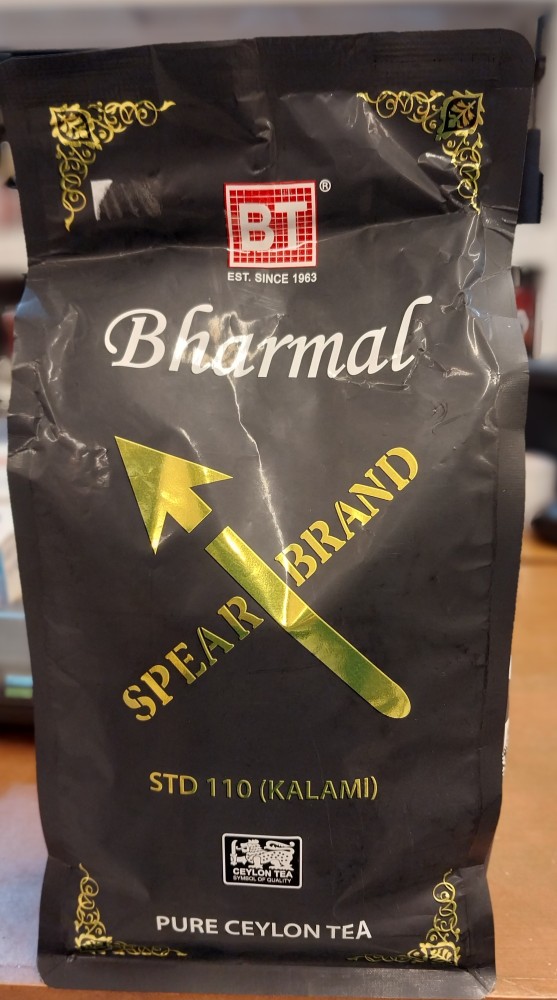 BT®
EST. SINCE 1963
Bharmal
SPEAR BRAND
STD 110 (KALAMI)
CEYLON TEA
SYMBOL OF QUALITY
PURE CEYLON TEA